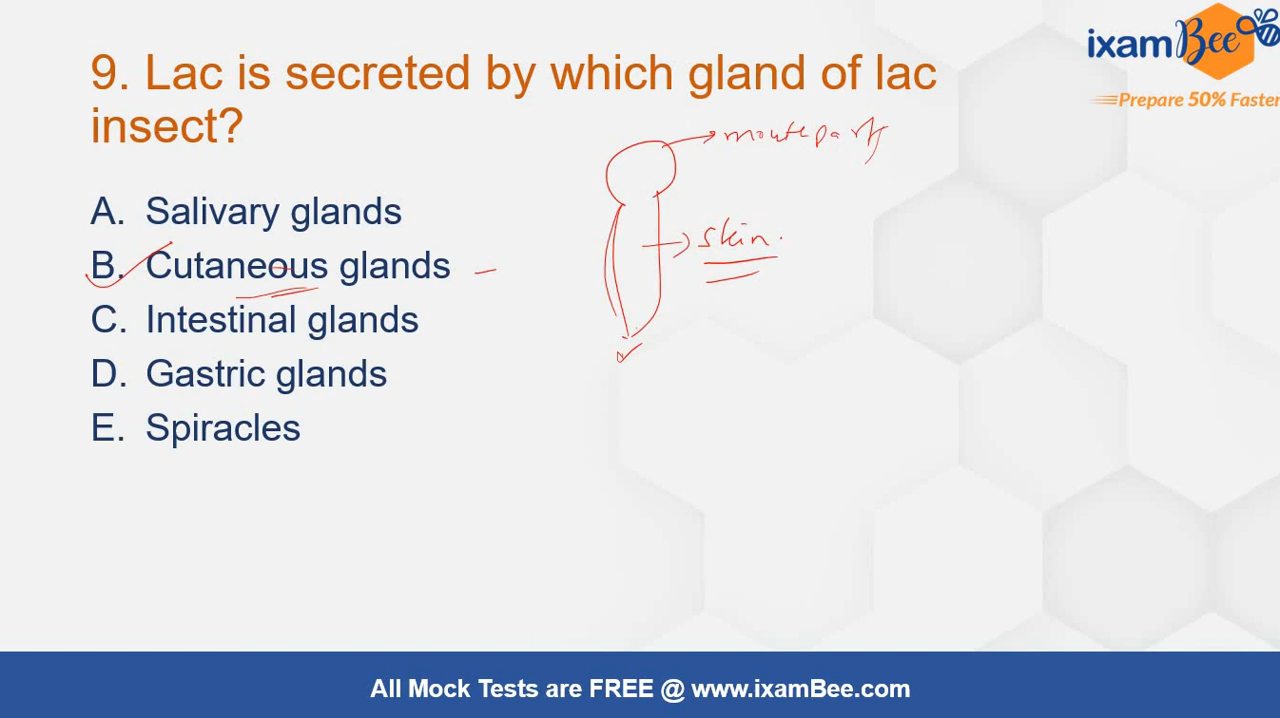 ixamBee
Prepare 50% Faster
9. Lac is secreted by which gland of lac
insect?
mouth parts
skin.
A. Salivary glands
B. Cutaneous glands
C. Intestinal glands
D. Gastric glands
E. Spiracles
All Mock Tests are FREE @ www.ixamBee.com